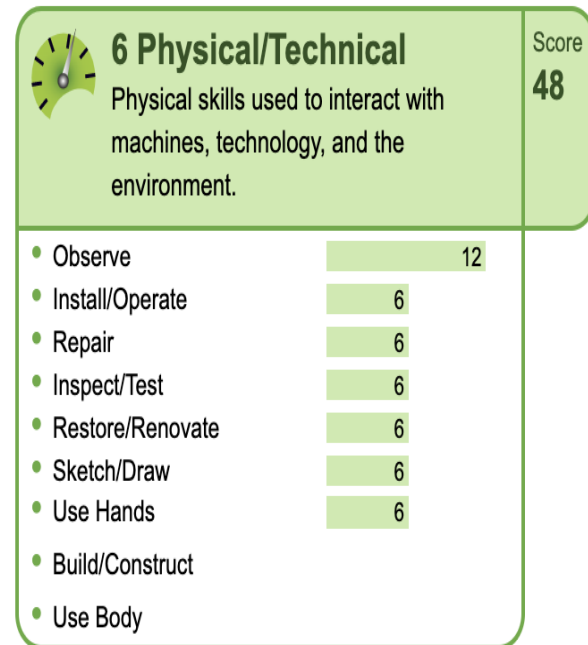 6 Physical/Technical
Physical skills used to interact with
machines, technology, and the
environment.
Score
48
Observe 12
Install/Operate 6
Repair 6
Inspect/Test 6
Restore/Renovate 6
Sketch/Draw 6
Use Hands 6
Build/Construct
Use Body